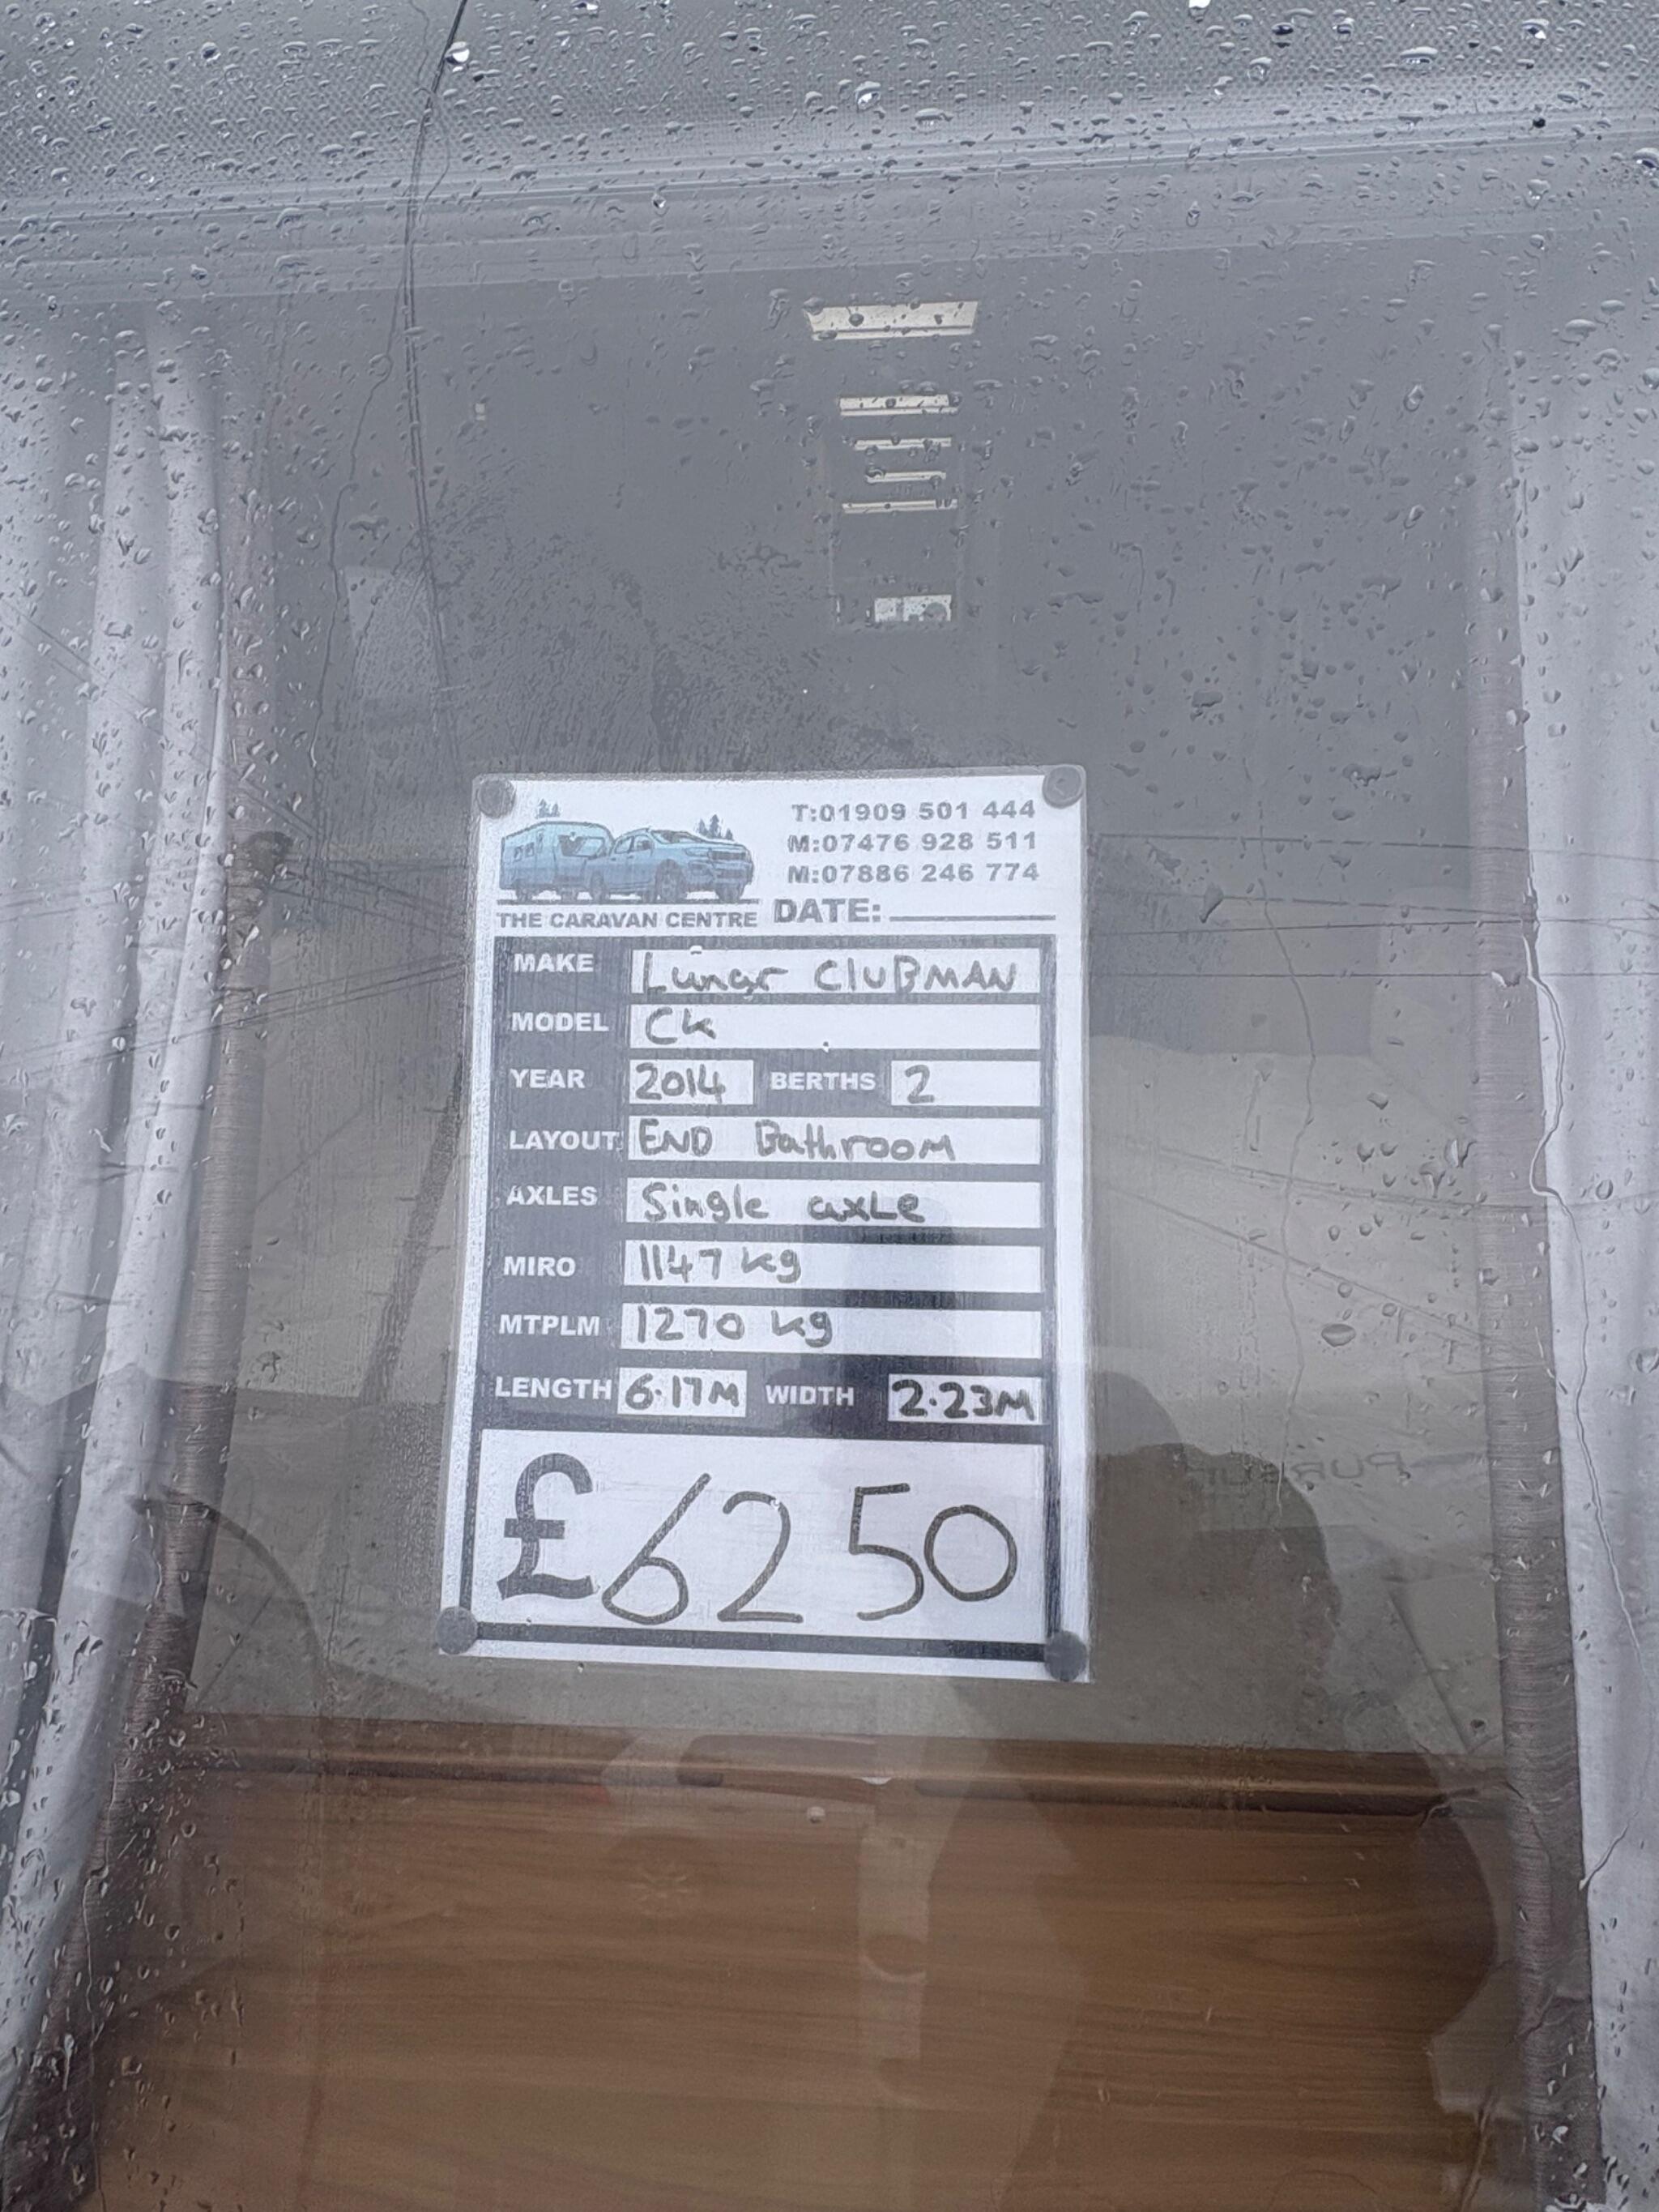 T:01909 501 444
M:07476 928 511
M:07886 246 774
THE CARAVAN CENTRE DATE:
MAKE Lunar ClUBMAN
MODEL Ck
YEAR 2014 BERTHS 2
LAYOUT END Bathroom
AXLES Single axLe
MIRO 1147 kg
MTPLM 1270 kg
LENGTH 6.17M WIDTH 2.23M
£6250
PURSUIT